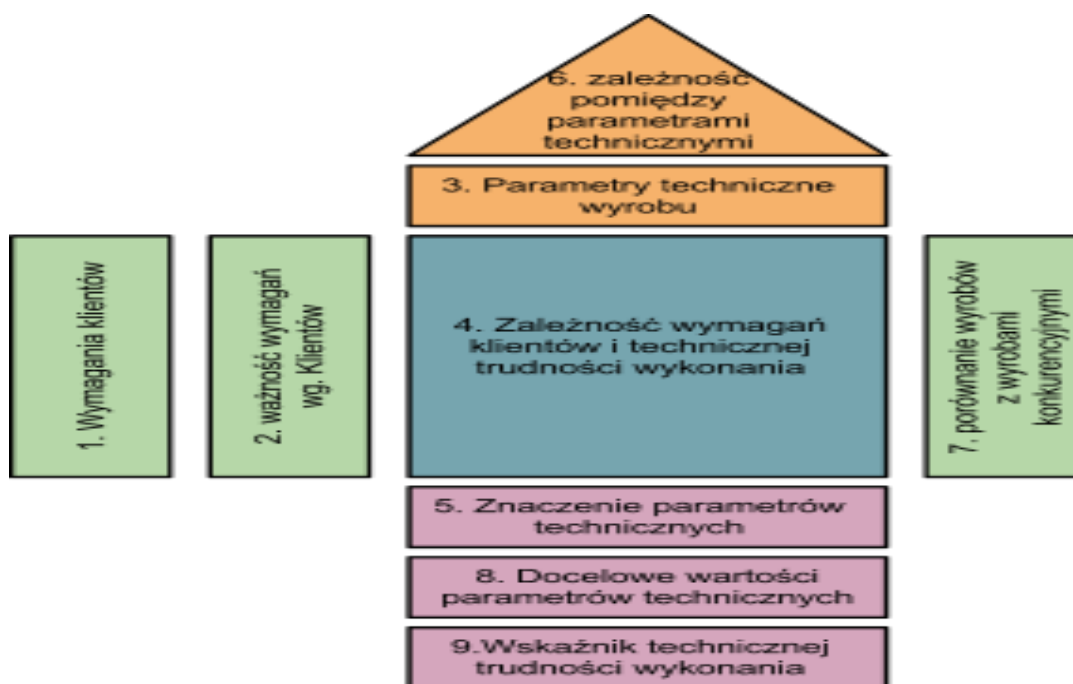 6. zależność
pomiędzy
parametrami
technicznymi
3. Parametry techniczne
wyrobu
1. Wymagania klientów
2. ważność wymagań
wg. Klientów
4. Zależność wymagań
klientów i technicznej
trudności wykonania
7. porównanie wyrobów
z wyrobami
konkurencyjnymi
5. Znaczenie parametrów
technicznych
8. Docelowe wartości
parametrów technicznych
9.Wskaźnik technicznej
trudności wykonania